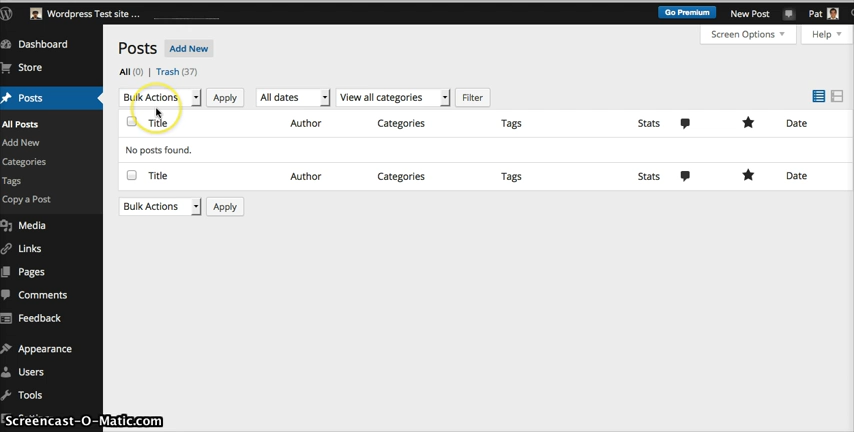 Wordpress Test site ...
Go Premium
New Post
Pat
Dashboard
Store
Posts
All Posts
Add New
Categories
Tags
Copy a Post
Media
Links
Pages
Comments
Feedback
Appearance
Users
Tools
Screen Options
Help
Posts Add New
All (0) | Trash (37)
Bulk Actions Apply All dates View all categories Filter
Title Author Categories Tags Stats Date
No posts found.
Title Author Categories Tags Stats Date
Bulk Actions Apply
Screencast-O-Matic.com